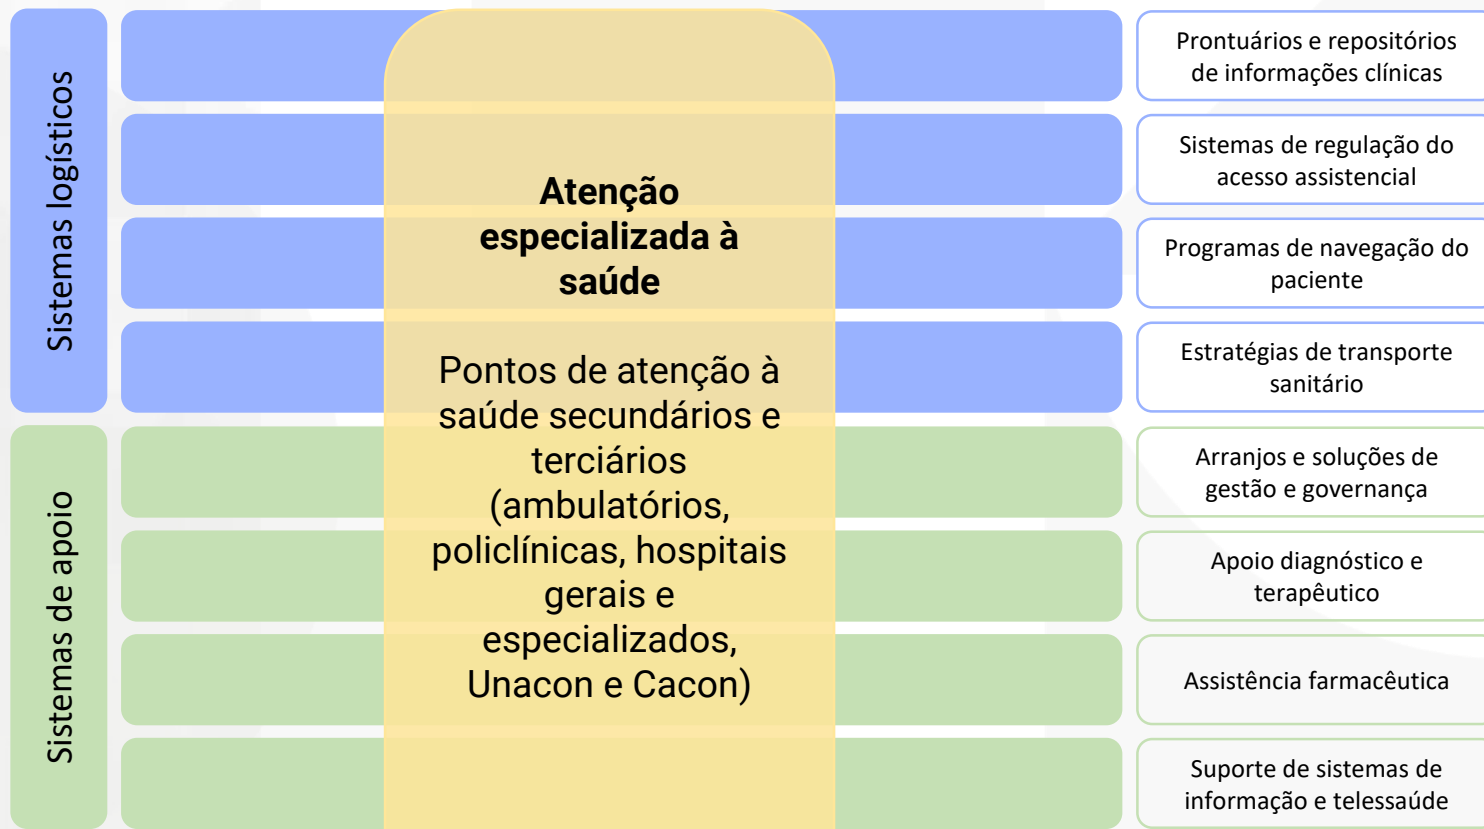 Sistemas logísticos
Prontuários e repositórios
de informações clínicas
Sistemas de regulação do
acesso assistencial
Programas de navegação do
paciente
Estratégias de transporte
sanitário
Atenção
especializada à
saúde
Pontos de atenção à
saúde secundários e
terciários
(ambulatórios,
policlínicas, hospitais
gerais e
especializados,
Unacon e Cacon)
Sistemas de apoio
Arranjos e soluções de
gestão e governança
Apoio diagnóstico e
terapêutico
Assistência farmacêutica
Suporte de sistemas de
informação e telessaúde